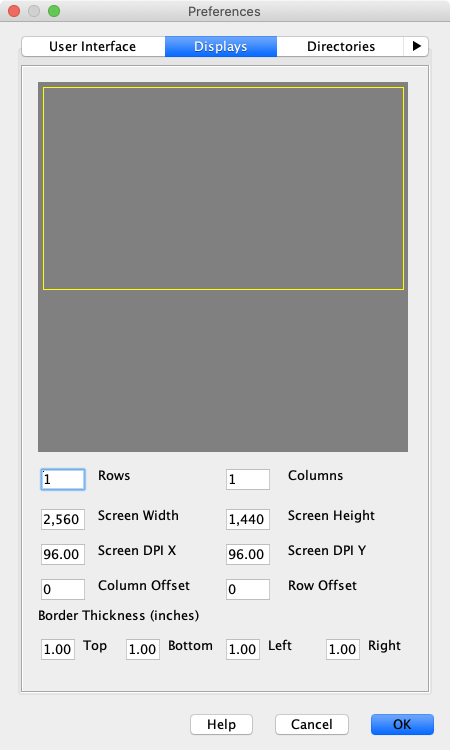 Preferences
User Interface Displays Directories
1 Rows 1 Columns
2,560 Screen Width 1,440 Screen Height
96.00 Screen DPI X 96.00 Screen DPI Y
0 Column Offset 0 Row Offset
Border Thickness (inches)
1.00 Top 1.00 Bottom 1.00 Left 1.00 Right
Help Cancel OK